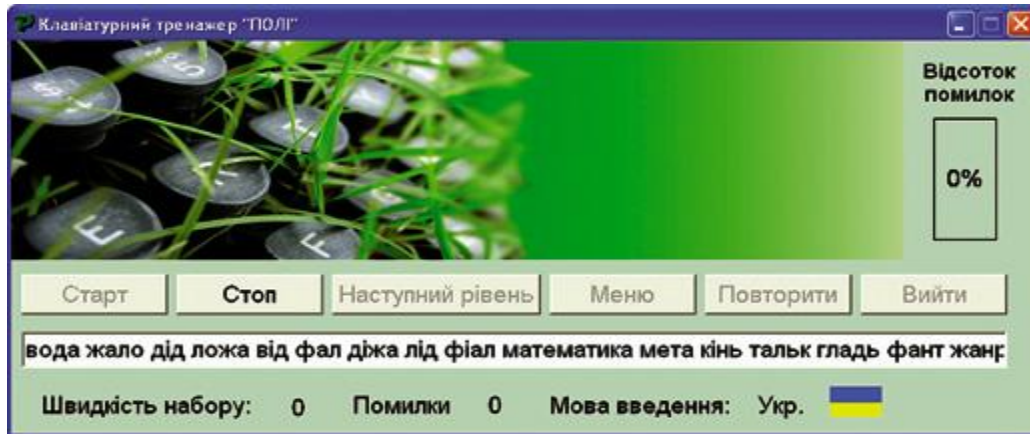 Клавіатурний тренажер "ПОЛІ"
Відсоток
помилок
0%
Старт Стоп Наступний рівень Меню Повторити Вийти
вода жало дід ложа від фал діжа лід фіал математика мета кінь тальк гладь фант жанр
Швидкість набору: 0 Помилки 0 Мова введення: Укр.